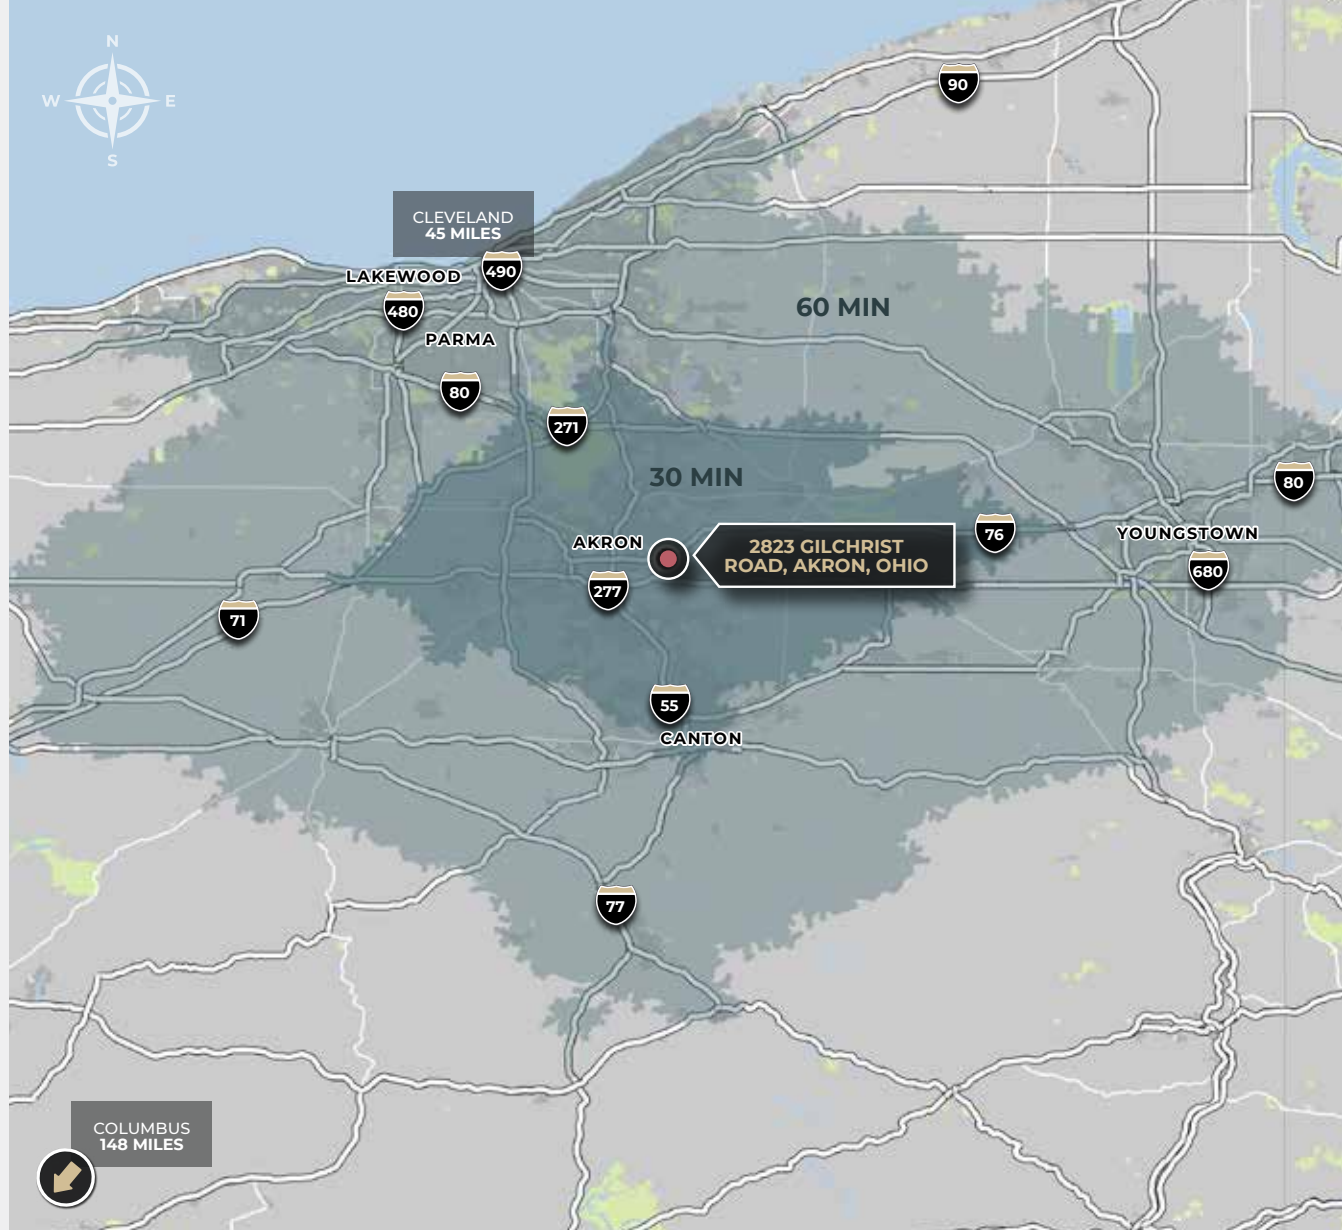 N
W
E
S
90
CLEVELAND
45 MILES
490
LAKEWOOD
480
60 MIN
PARMA
80
271
30 MIN
80
76
YOUNGSTOWN
AKRON
2823 GILCHRIST
ROAD, AKRON, OHIO
680
277
71
55
CANTON
77
COLUMBUS
148 MILES